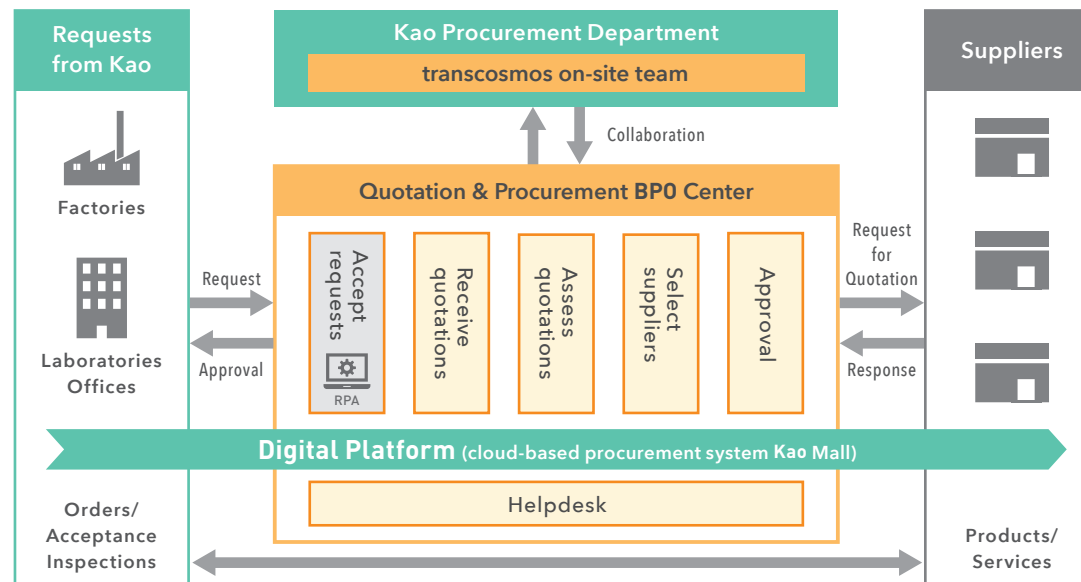 Requests
from Kao
Factories
Laboratories
Offices
Orders/
Acceptance
Inspections
Request
Approval
Kao Procurement Department
transcosmos on-site team
Collaboration
Quotation & Procurement BPO Center
Accept
requests
RPA
Receive
quotations
Assess
quotations
Select
suppliers
Approval
Digital Platform (cloud-based procurement system Kao Mall)
Helpdesk
Request
for
Quotation
Response
Suppliers
Products/
Services